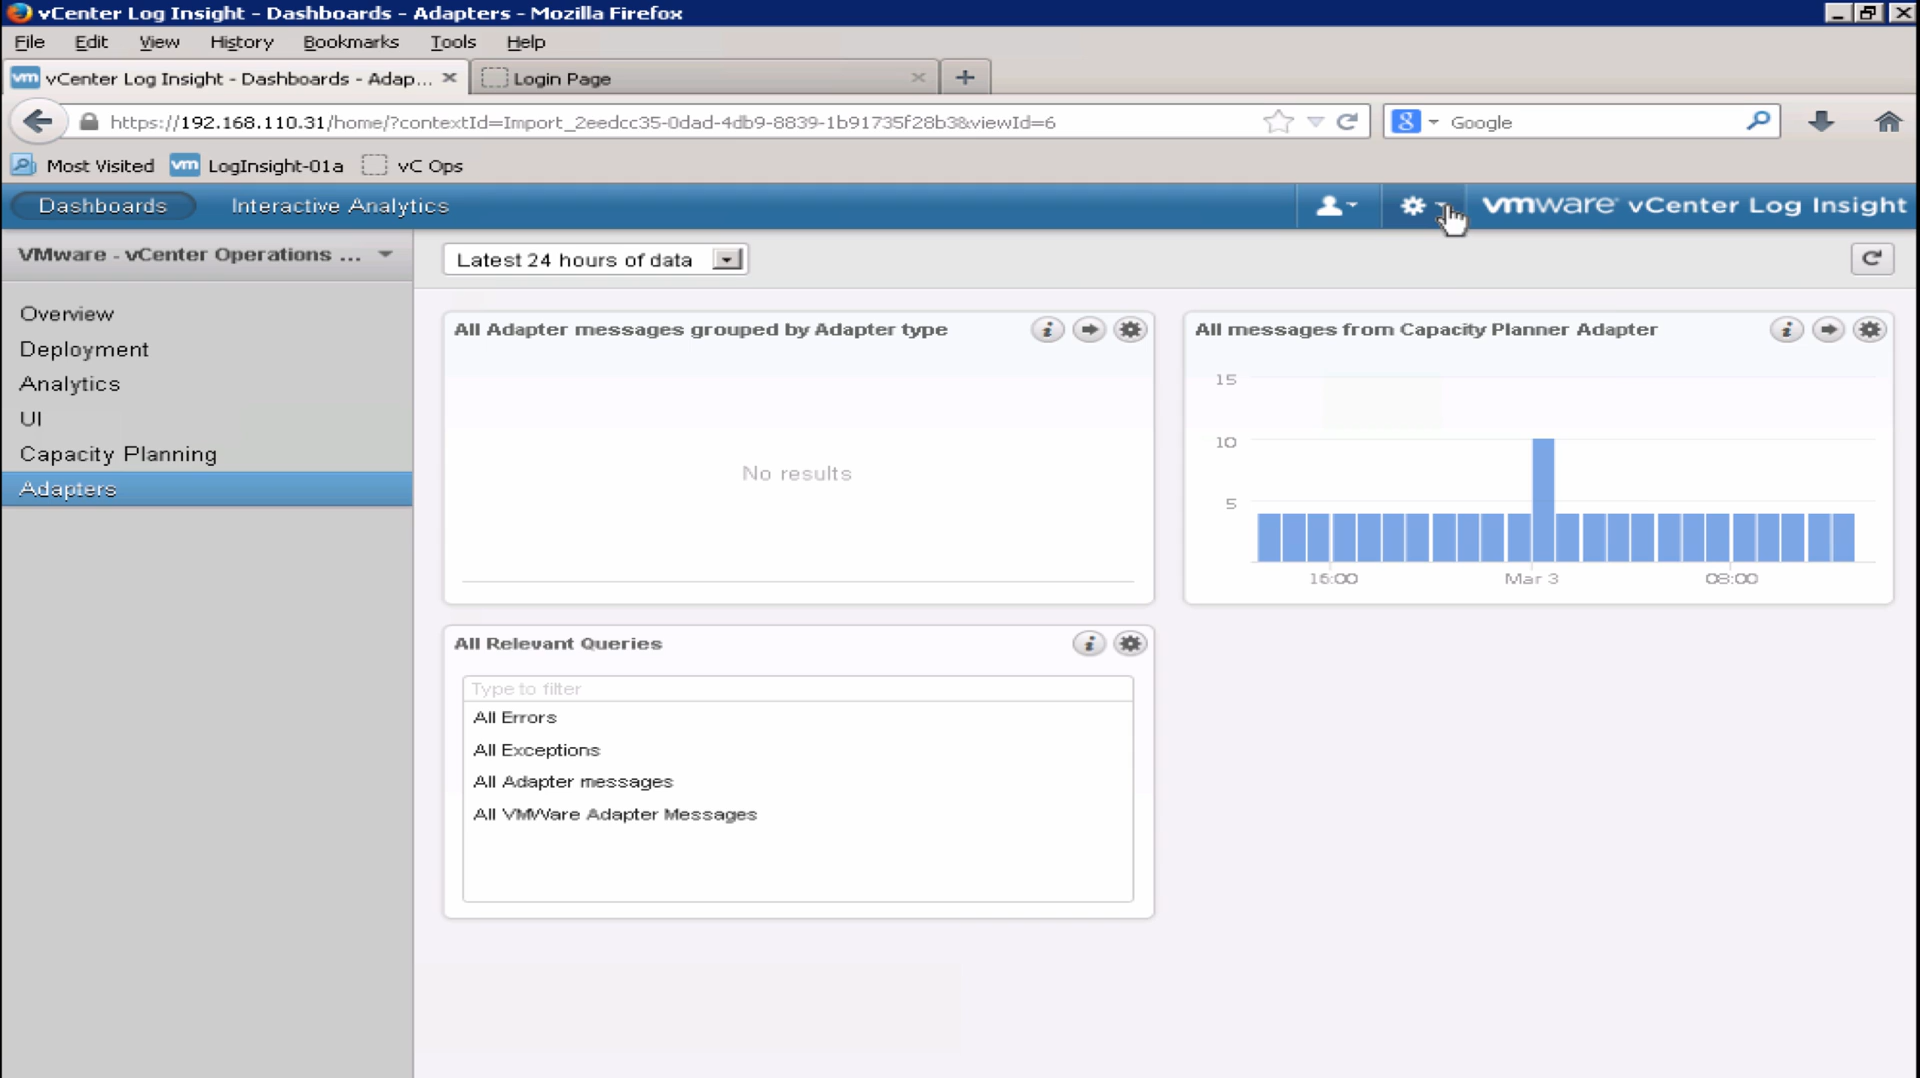 vCenter Log Insight - Dashboards - Adapters - Mozilla Firefox
File Edit View History Bookmarks Tools Help
vm vCenter Log Insight - Dashboards - Adap... Login Page
https://192.168.110.31/home/?contextId=Import_2eedcc35-0dad-4db9-8839-1b91735f28b3&viewId=6 8 Google
Most Visited vm LogInsight-01a vC Ops
Dashboards Interactive Analytics vmware vCenter Log Insight
VMware - vCenter Operations ... Latest 24 hours of data
Overview
Deployment
Analytics
UI
Capacity Planning
Adapters
All Adapter messages grouped by Adapter type
No results
All messages from Capacity Planner Adapter
15
10
5
16:00 Mar 3 08:00
All Relevant Queries
Type to filter
All Errors
All Exceptions
All Adapter messages
All VMWare Adapter Messages